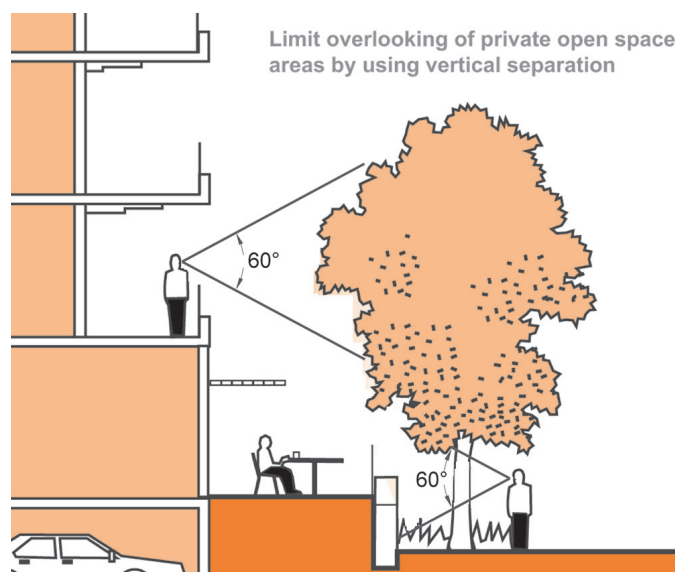 Limit overlooking of private open space
areas by using vertical separation
60°
60°